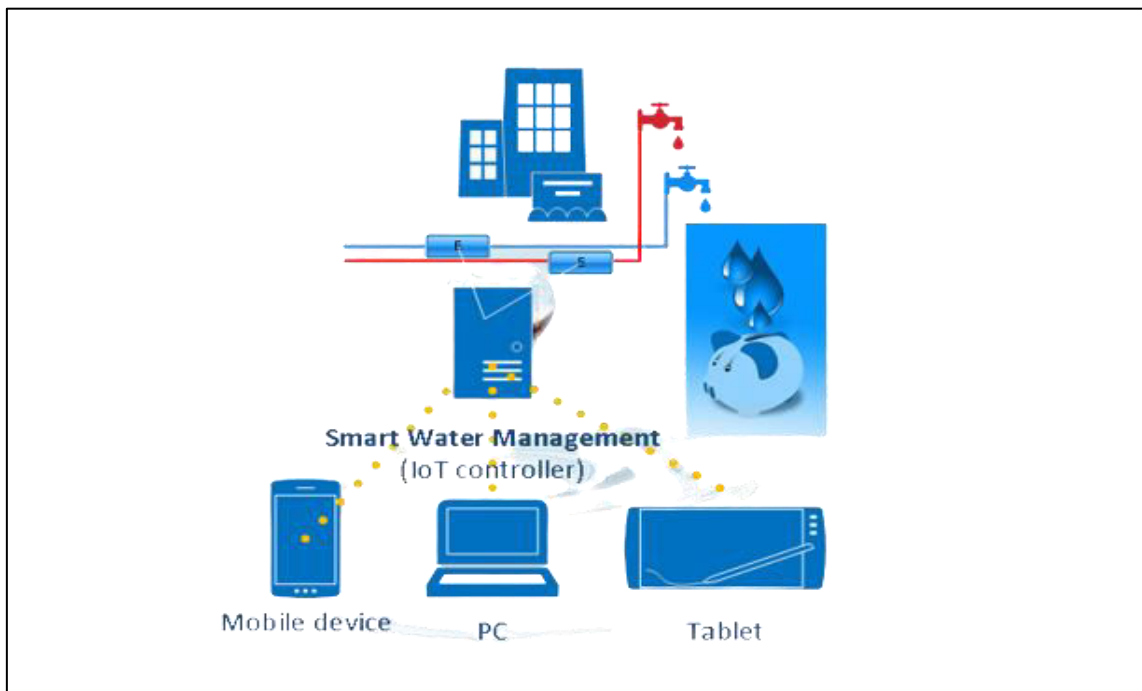 E
S
Smart Water Management
(IoT controller)
Mobile device
PC
Tablet